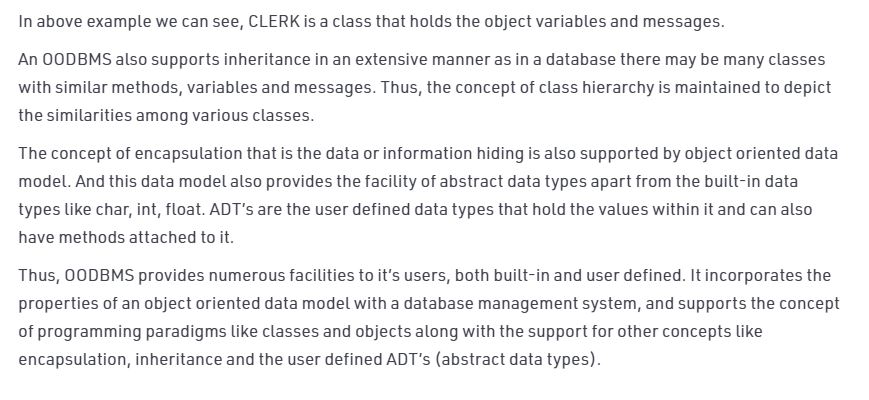 In above example we can see, CLERK is a class that holds the object variables and messages.
An OODBMS also supports inheritance in an extensive manner as in a database there may be many classes
with similar methods, variables and messages. Thus, the concept of class hierarchy is maintained to depict
the similarities among various classes.
The concept of encapsulation that is the data or information hiding is also supported by object oriented data
model. And this data model also provides the facility of abstract data types apart from the built-in data
types like char, int, float. ADT’s are the user defined data types that hold the values within it and can also
have methods attached to it.
Thus, OODBMS provides numerous facilities to it’s users, both built-in and user defined. It incorporates the
properties of an object oriented data model with a database management system, and supports the concept
of programming paradigms like classes and objects along with the support for other concepts like
encapsulation, inheritance and the user defined ADT’s (abstract data types).